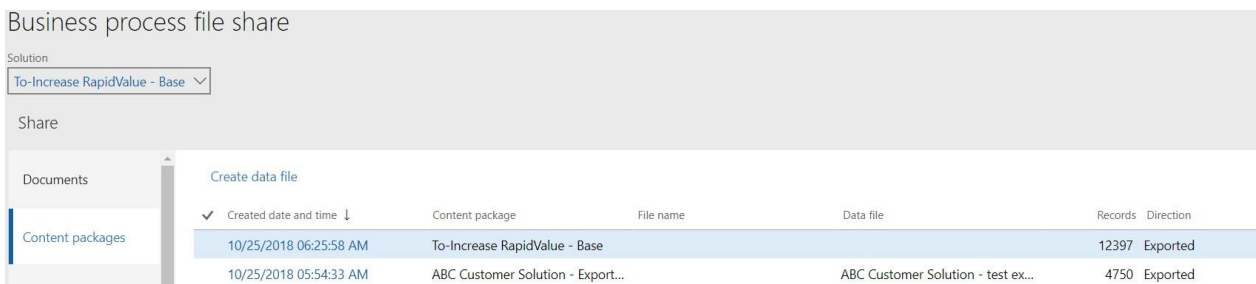 Business process file share
Solution
To-Increase RapidValue - Base
Share
Documents
Content packages
Create data file
Created date and time ↓ Content package File name Data file Records Direction
10/25/2018 06:25:58 AM To-Increase RapidValue - Base 12397 Exported
10/25/2018 05:54:33 AM ABC Customer Solution - Export... ABC Customer Solution - test ex... 4750 Exported